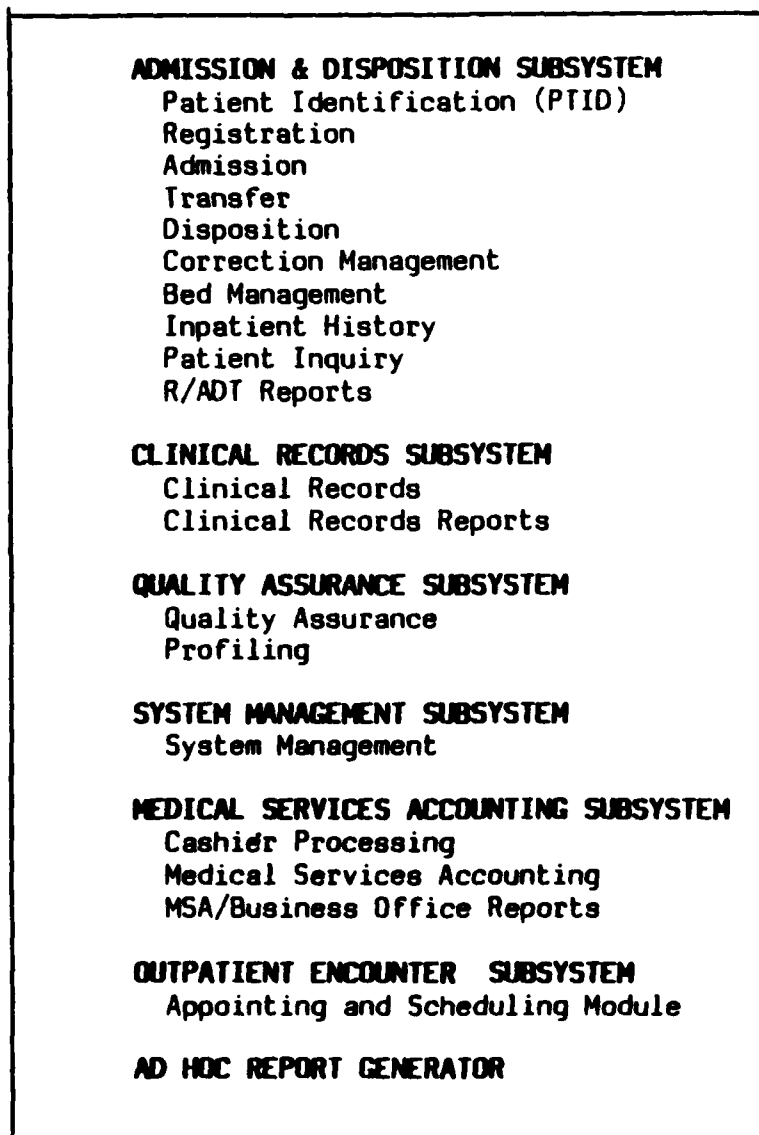 ADMISSION & DISPOSITION SUBSYSTEM
Patient Identification (PTID)
Registration
Admission
Transfer
Disposition
Correction Management
Bed Management
Inpatient History
Patient Inquiry
R/ADT Reports
CLINICAL RECORDS SUBSYSTEM
Clinical Records
Clinical Records Reports
QUALITY ASSURANCE SUBSYSTEM
Quality Assurance
Profiling
SYSTEM MANAGEMENT SUBSYSTEM
System Management
MEDICAL SERVICES ACCOUNTING SUBSYSTEM
Cashier Processing
Medical Services Accounting
MSA/Business Office Reports
OUTPATIENT ENCOUNTER SUBSYSTEM
Appointing and Scheduling Module
AD HOC REPORT GENERATOR